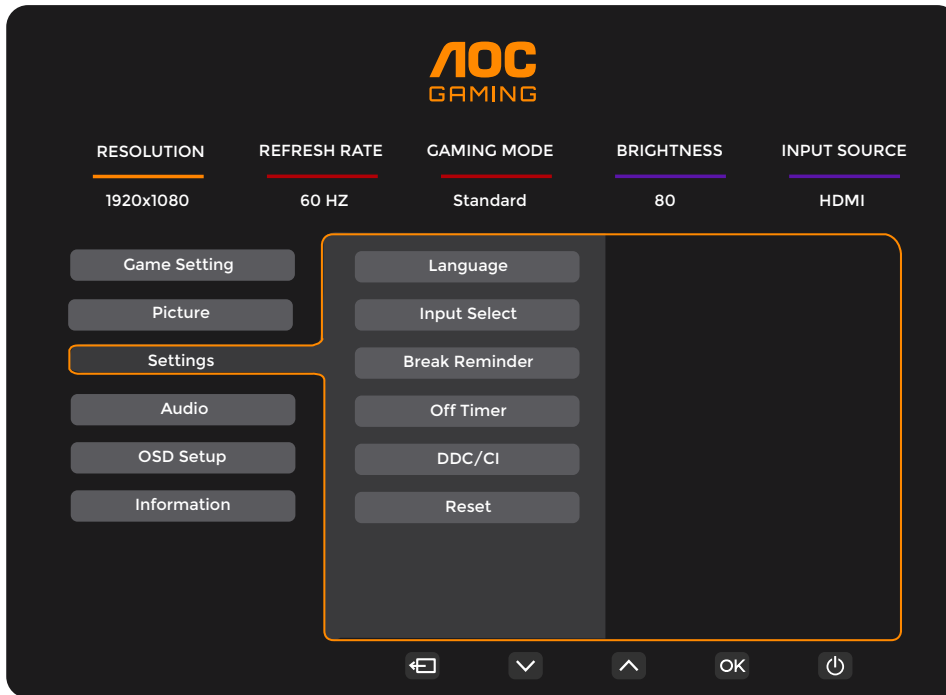 AOC
GAMING
RESOLUTION REFRESH RATE GAMING MODE BRIGHTNESS INPUT SOURCE
1920x1080 60 HZ Standard 80 HDMI
Game Setting
Picture
Settings
Audio
OSD Setup
Information
Language
Input Select
Break Reminder
Off Timer
DDC/CI
Reset
OK